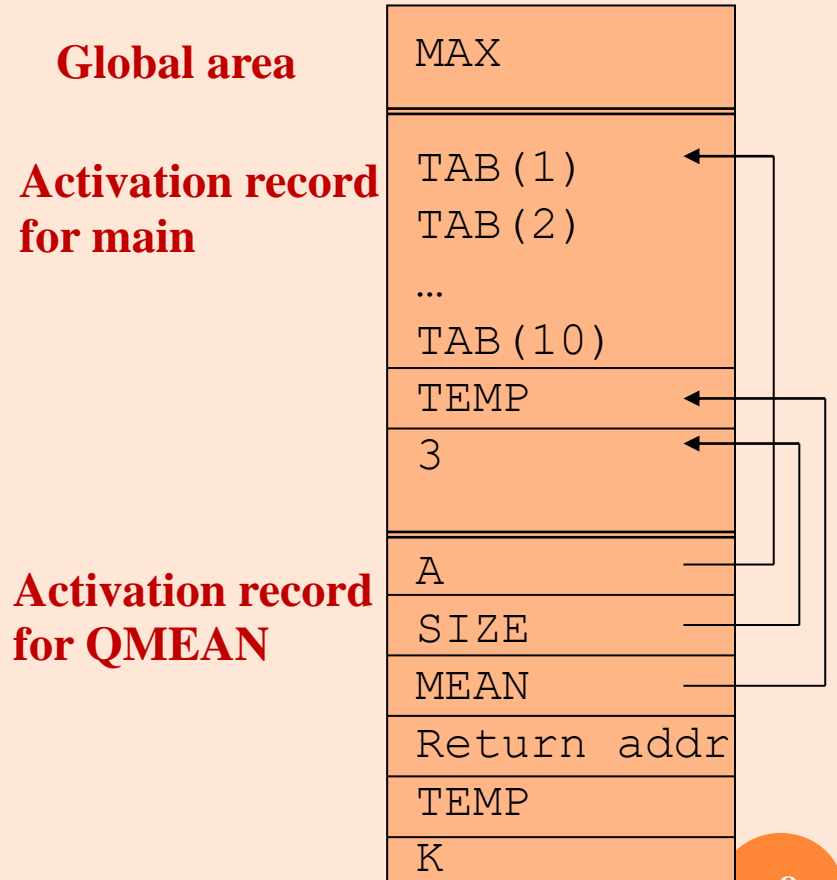 Global area
MAX
Activation record
for main
TAB(1)
TAB(2)
…
TAB(10)
TEMP
3
Activation record
for QMEAN
A
SIZE
MEAN
Return addr
TEMP
K